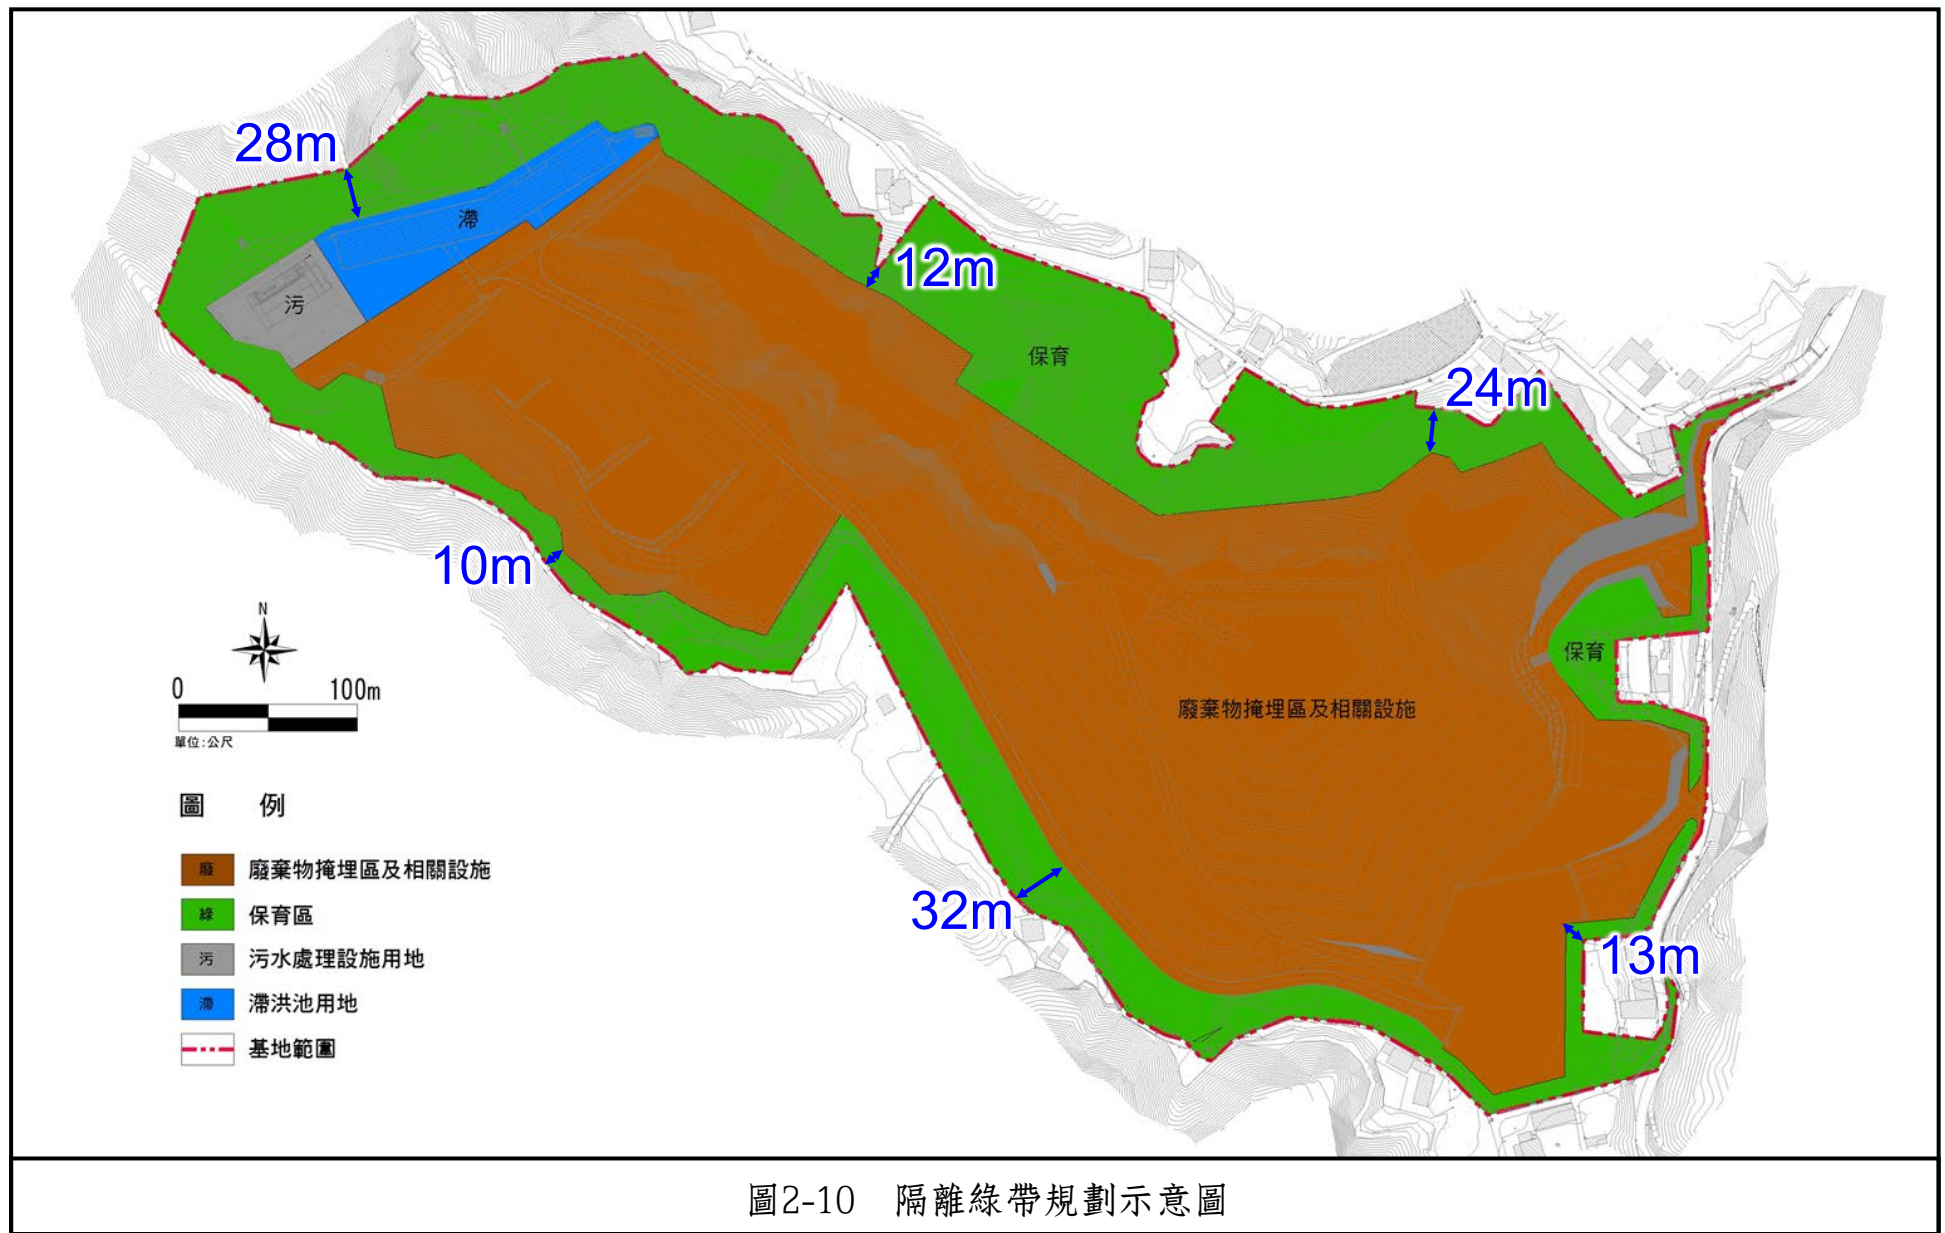 28m
滯
12m
污
保育
24m
10m
N
0 100m
單位:公尺
保育
廢棄物掩埋區及相關設施
圖 例
廢 廢棄物掩埋區及相關設施
綠 保育區
污 污水處理設施用地
滯 滯洪池用地
基地範圍
32m
13m
圖2-10 隔離綠帶規劃示意圖